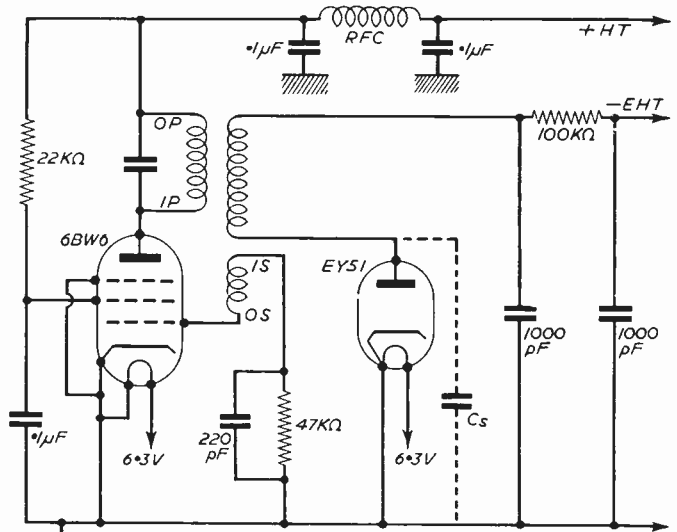 RFC
·1µF
·1µF
+HT
-EHT
OP
100KΩ
22KΩ
IP
6BW6
IS
EY51
OS
1000
pF
1000
pF
·1µF
220
pF
47KΩ
Cs
6·3V
6·3V